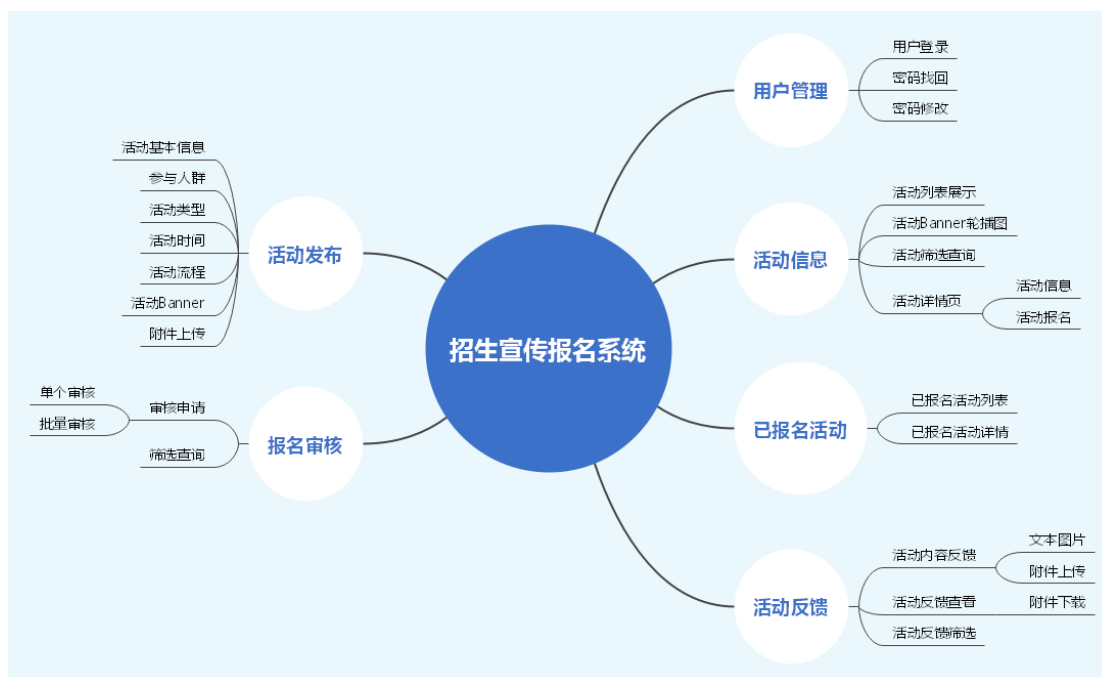 招生宣传报名系统
用户管理
用户登录
密码找回
密码修改
活动信息
活动列表展示
活动Banner轮播图
活动筛选查询
活动详情页
活动信息
活动报名
已报名活动
已报名活动列表
已报名活动详情
活动反馈
活动内容反馈
文本图片
附件上传
活动反馈查看
附件下载
活动反馈筛选
活动发布
活动基本信息
参与人群
活动类型
活动时间
活动流程
活动Banner
附件上传
报名审核
审核申请
单个审核
批量审核
筛选查询